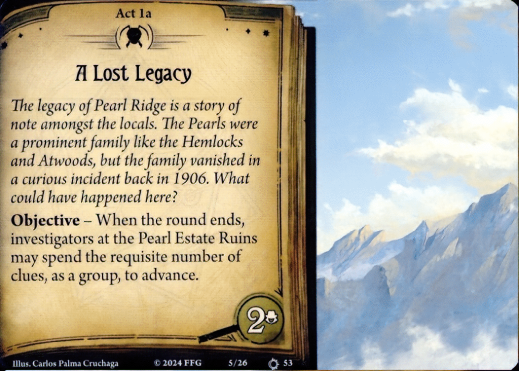 Act 1a
A Lost Legacy
The legacy of Pearl Ridge is a story of
note amongst the locals. The Pearls were
a prominent family like the Hemlocks
and Atwoods, but the family vanished in
a curious incident back in 1906. What
could have happened here?
Objective – When the round ends,
investigators at the Pearl Estate Ruins
may spend the requisite number of
clues, as a group, to advance.
2
Illus. Carlos Palma Cruchaga © 2024 FFG 5/26 53